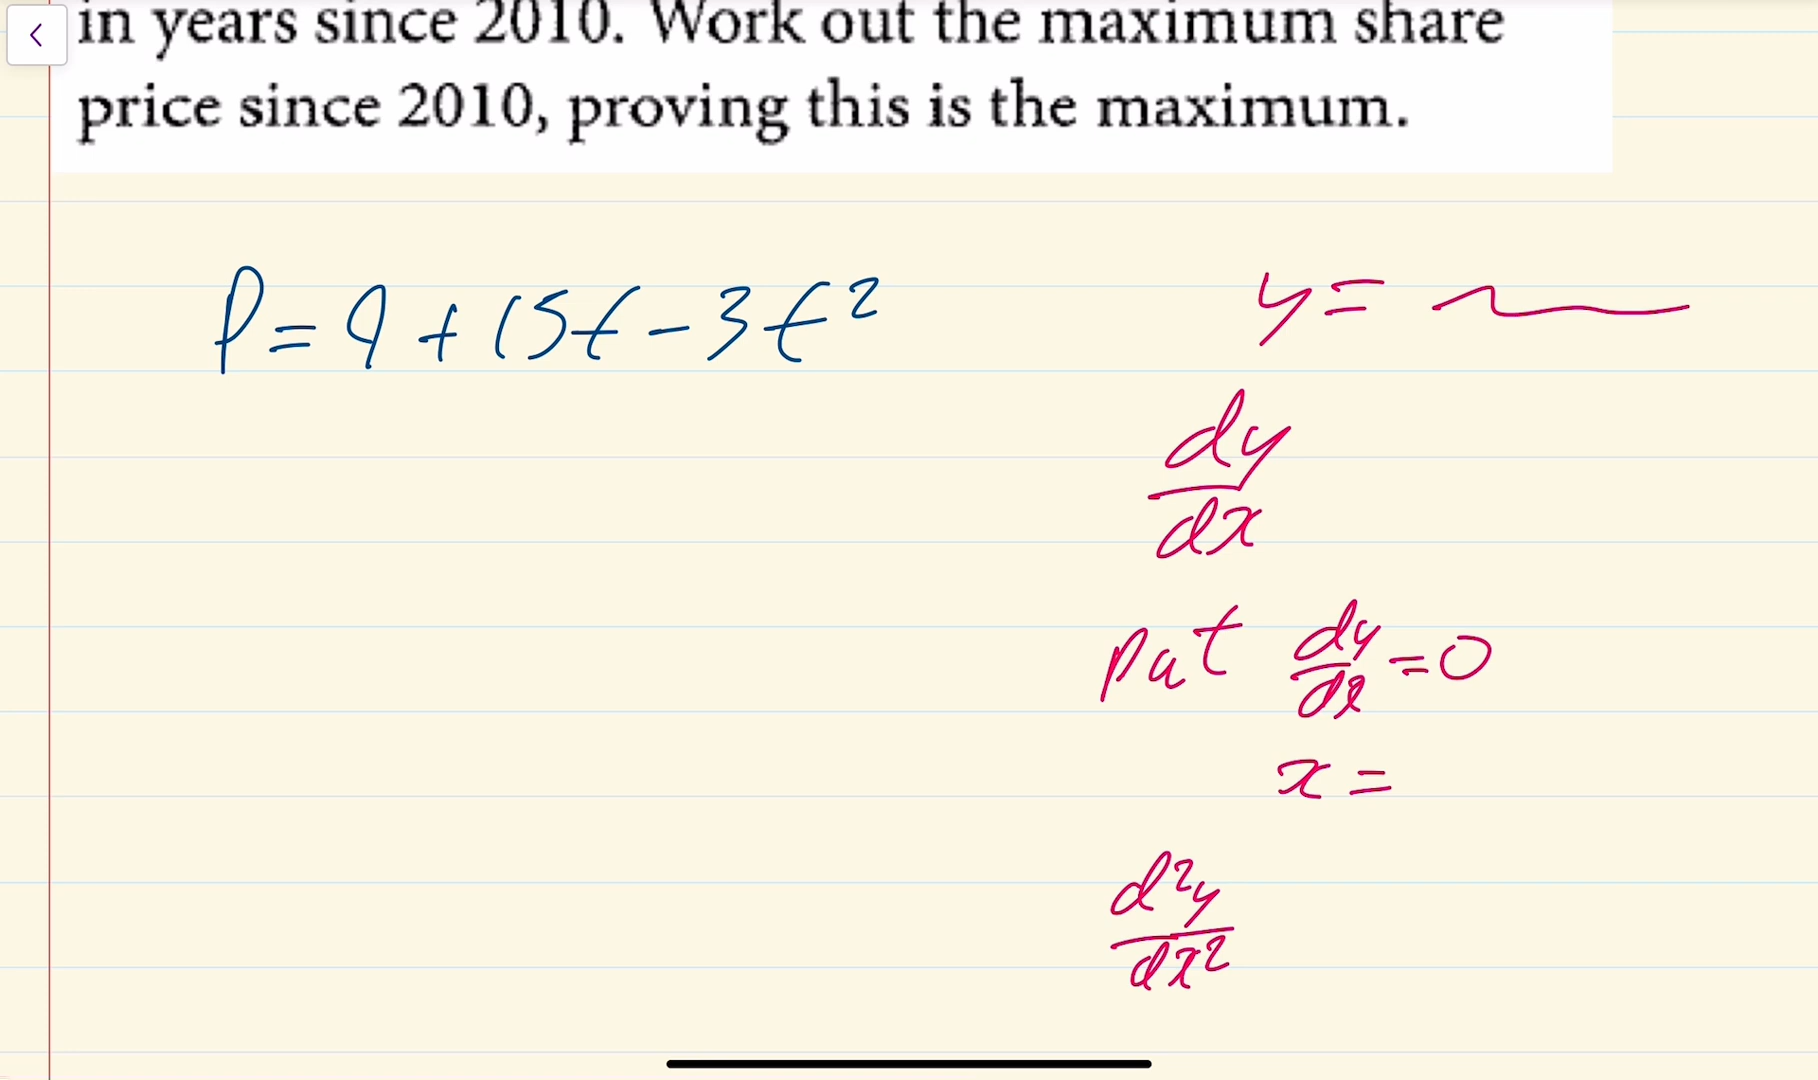 in years since 2010. Work out the maximum share
price since 2010, proving this is the maximum.
P = 9 + 15t - 3t²
y =
dy/dx
put dy/dx = 0
x =
d²y/dx²